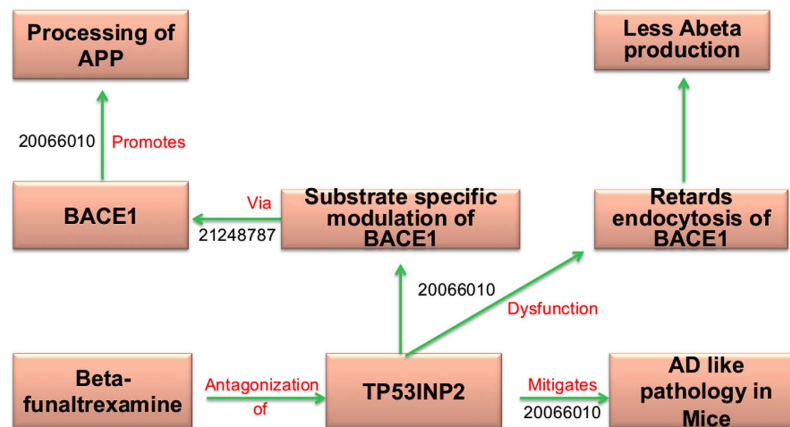 Processing of
APP
Less Abeta
production
20066010
Promotes
BACE1
Via
21248787
Substrate specific
modulation of
BACE1
Retards
endocytosis of
BACE1
20066010
Dysfunction
Beta-
funaltrexamine
Antagonization
of
TP53INP2
Mitigates
20066010
AD like
pathology in
Mice